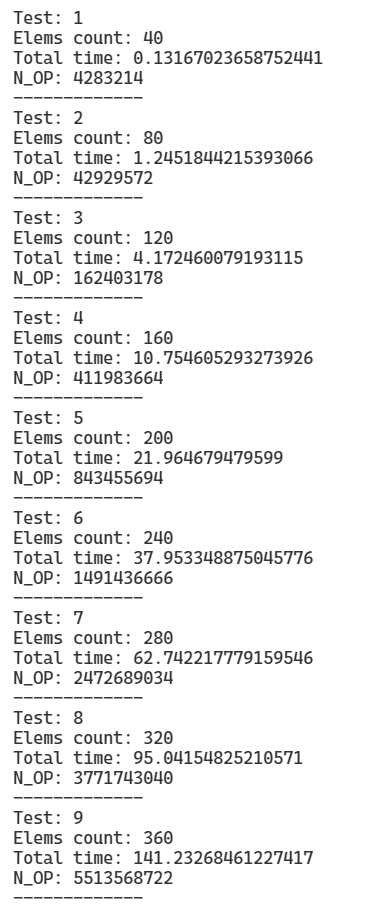 Test: 1
Elems count: 40
Total time: 0.13167023658752441
N_OP: 4283214
-------------
Test: 2
Elems count: 80
Total time: 1.2451844215393066
N_OP: 42929572
-------------
Test: 3
Elems count: 120
Total time: 4.172460079193115
N_OP: 162403178
-------------
Test: 4
Elems count: 160
Total time: 10.754605293273926
N_OP: 411983664
-------------
Test: 5
Elems count: 200
Total time: 21.964679479599
N_OP: 843455694
-------------
Test: 6
Elems count: 240
Total time: 37.953348875045776
N_OP: 1491436666
-------------
Test: 7
Elems count: 280
Total time: 62.742217779159546
N_OP: 2472689034
-------------
Test: 8
Elems count: 320
Total time: 95.04154825210571
N_OP: 3771743040
-------------
Test: 9
Elems count: 360
Total time: 141.23268461227417
N_OP: 5513568722
-------------